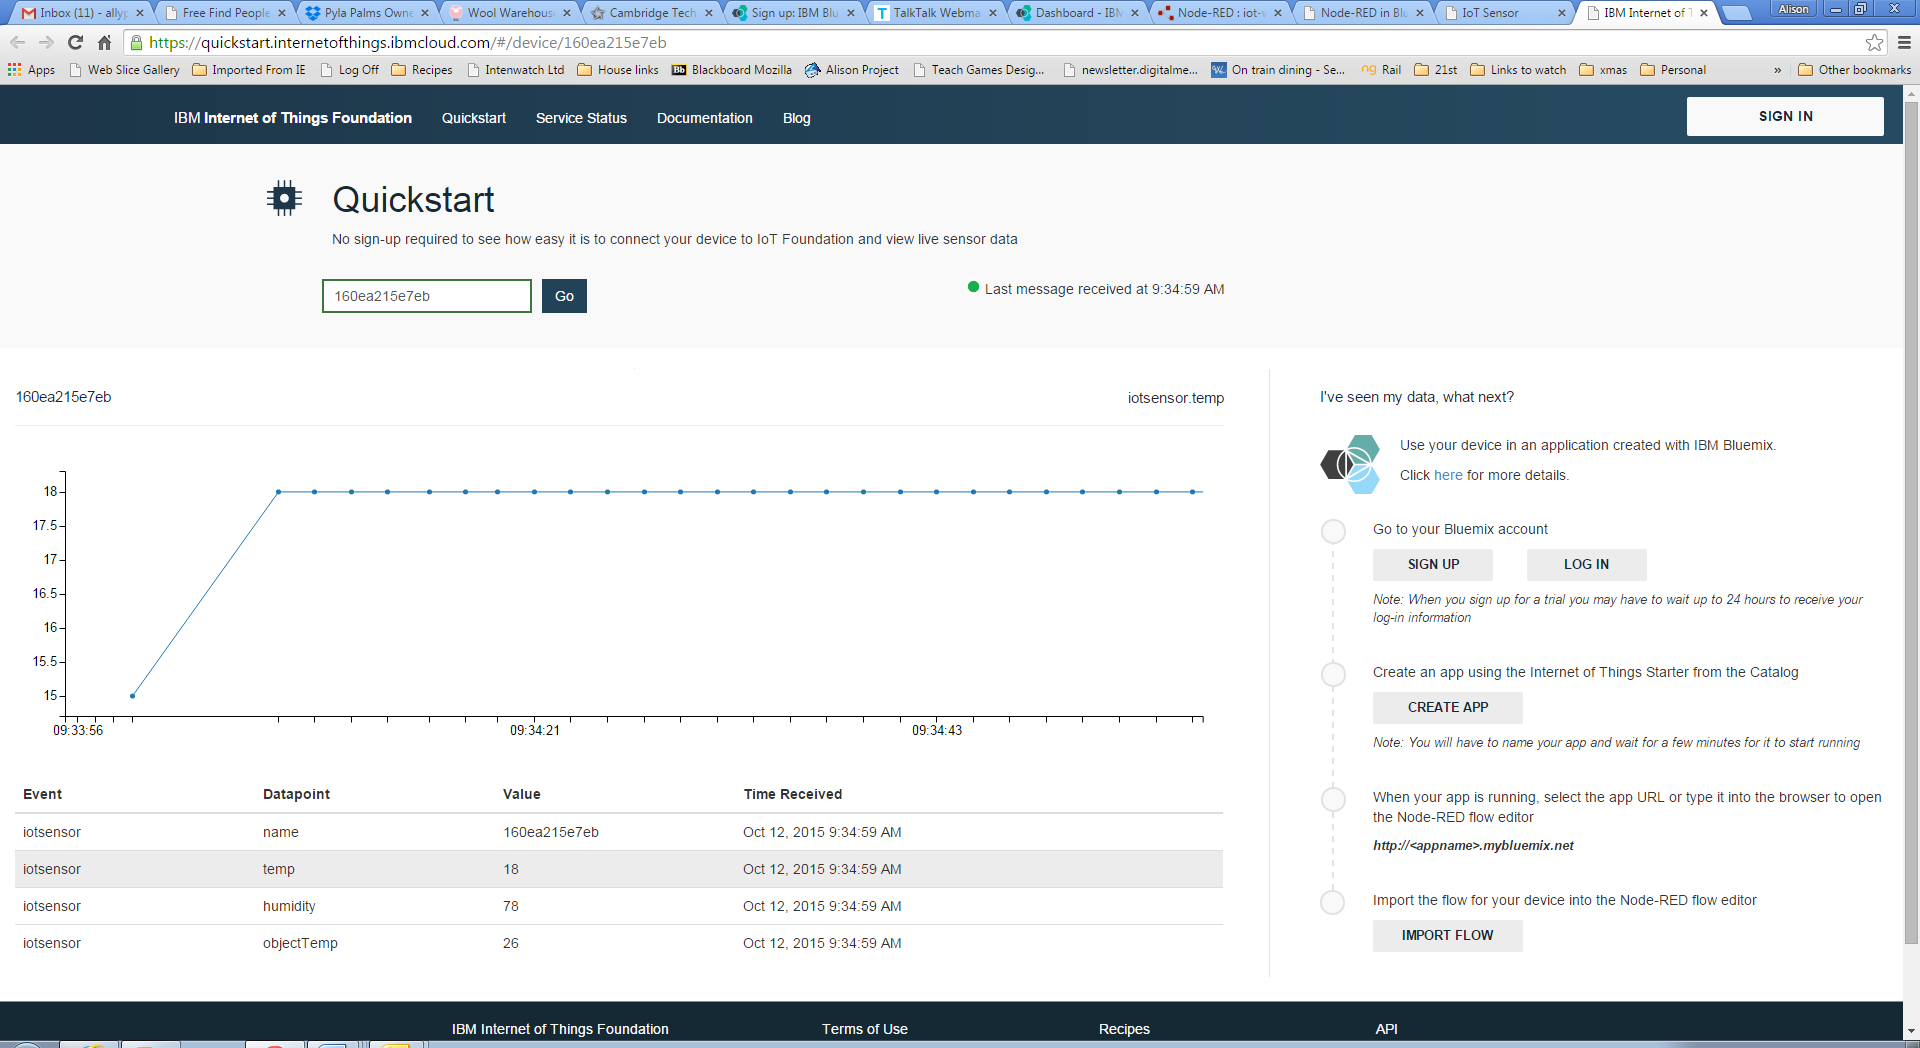 Inbox (11) - allyp
Free Find People
Pyla Palms Owne
Wool Warehous
Cambridge Tech
Sign up: IBM Blu
TalkTalk Webma
Dashboard - IBM
Node-RED : iot-v
Node-RED in Blu
IoT Sensor
IBM Internet of T
Alison
https://quickstart.internetofthings.ibmcloud.com/#/device/160ea215e7eb
Apps
Web Slice Gallery
Imported From IE
Log Off
Recipes
Intenwatch Ltd
House links
Bb Blackboard Mozilla
Alison Project
Teach Games Desig...
newsletter.digitalme...
On train dining - Se...
Rail
21st
Links to watch
xmas
Personal
»
Other bookmarks
IBM Internet of Things Foundation
Quickstart
Service Status
Documentation
Blog
SIGN IN
Quickstart
No sign-up required to see how easy it is to connect your device to IoT Foundation and view live sensor data
160ea215e7eb
Go
Last message received at 9:34:59 AM
160ea215e7eb
iotsensor.temp
18
17.5
17
16.5
16
15.5
15
09:33:56
09:34:21
09:34:43
Event Datapoint Value Time Received
iotsensor name 160ea215e7eb Oct 12, 2015 9:34:59 AM
iotsensor temp 18 Oct 12, 2015 9:34:59 AM
iotsensor humidity 78 Oct 12, 2015 9:34:59 AM
iotsensor objectTemp 26 Oct 12, 2015 9:34:59 AM
I've seen my data, what next?
Use your device in an application created with IBM Bluemix.
Click here for more details.
Go to your Bluemix account
SIGN UP
LOG IN
Note: When you sign up for a trial you may have to wait up to 24 hours to receive your
log-in information
Create an app using the Internet of Things Starter from the Catalog
CREATE APP
Note: You will have to name your app and wait for a few minutes for it to start running
When your app is running, select the app URL or type it into the browser to open
the Node-RED flow editor
http://<appname>.mybluemix.net
Import the flow for your device into the Node-RED flow editor
IMPORT FLOW
IBM Internet of Things Foundation
Terms of Use
Recipes
API